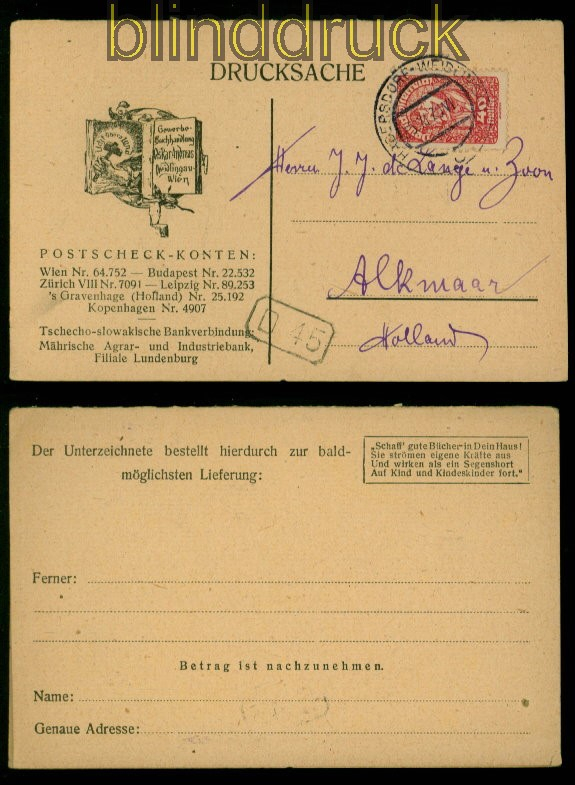 blinddruck
DRUCKSACHE
Gewerbe-
Buchhandlung
Weidlingau-
Wien
Herrn J. J. de Lange u. Zoon
Alkmaar
Holland
POSTSCHECK-KONTEN:
Wien Nr. 64.752 — Budapest Nr. 22.532
Zürich VIII Nr. 7091 — Leipzig Nr. 89.253
's Gravenhage (Holland) Nr. 25.192
Kopenhagen Nr. 4907
Tschecho-slowakische Bankverbindung:
Mährische Agrar- und Industriebank,
Filiale Lundenburg
D 45
Der Unterzeichnete bestellt hierdurch zur bald-
möglichsten Lieferung:
„Schaff' gute Bücher in Dein Haus!
Sie strömen eigene Kräfte aus
Und wirken als ein Segenshort
Auf Kind und Kindeskinder fort."
Ferner:
Betrag ist nachzunehmen.
Name:
Genaue Adresse: